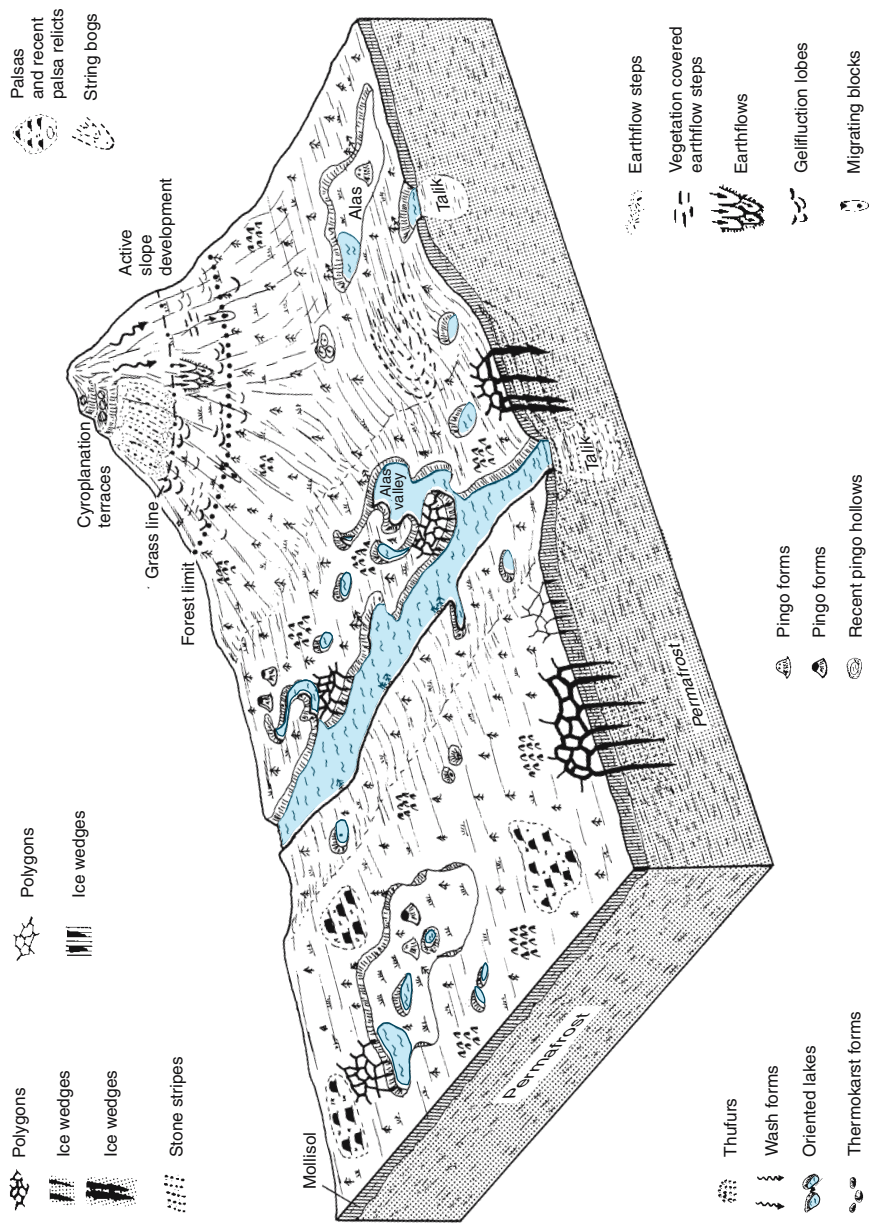 Polygons
Ice wedges
Ice wedges
Stone stripes
Polygons
Ice wedges
Palsas
and recent
palsa relicts
String bogs
Active
slope
development
Cyroplanation
terraces
Grass line
Forest limit
Alas
Talik
Alas
valley
Talik
Mollisol
Permafrost
Permafrost
Thufurs
Wash forms
Oriented lakes
Thermokarst forms
Pingo forms
Pingo forms
Recent pingo hollows
Earthflow steps
Vegetation covered
earthflow steps
Earthflows
Gelifluction lobes
Migrating blocks